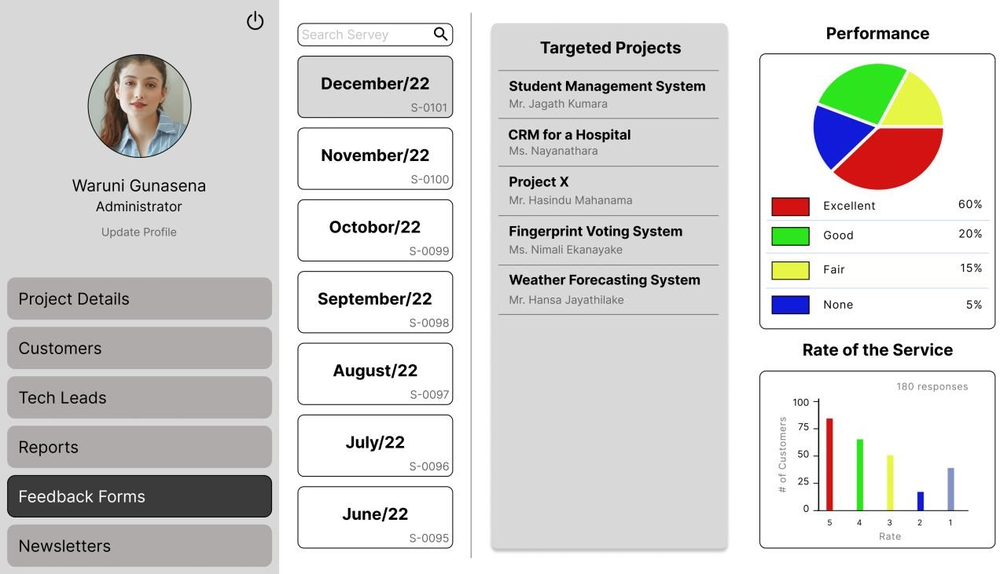 Waruni Gunasena
Administrator
Update Profile
Project Details
Customers
Tech Leads
Reports
Feedback Forms
Newsletters
Search Servey
December/22
S-0101
November/22
S-0100
Octobor/22
S-0099
September/22
S-0098
August/22
S-0097
July/22
S-0096
June/22
S-0095
Targeted Projects
Student Management System
Mr. Jagath Kumara
CRM for a Hospital
Ms. Nayanathara
Project X
Mr. Hasindu Mahanama
Fingerprint Voting System
Ms. Nimali Ekanayake
Weather Forecasting System
Mr. Hansa Jayathilake
Performance
Excellent 60%
Good 20%
Fair 15%
None 5%
Rate of the Service
180 responses
# of Customers
100
75
50
25
0
5 4 3 2 1
Rate